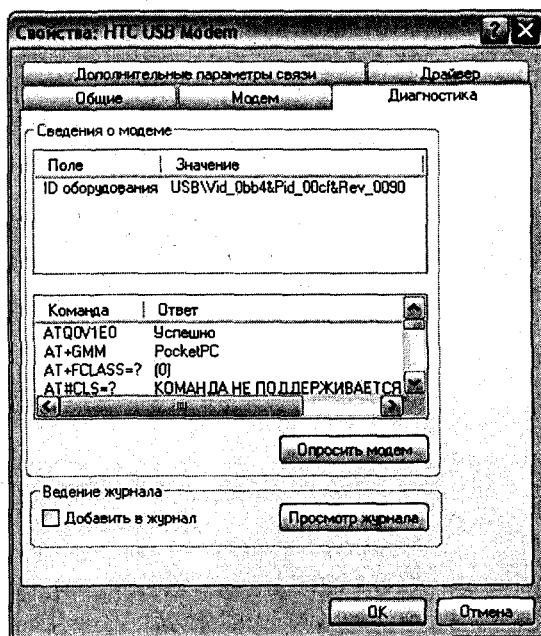 Свойства: HTC USB Modem
Дополнительные параметры связи Драйвер
Общие Модем Диагностика
Сведения о модеме
Поле Значение
ID оборудования USB\Vid_0bb4&Pid_00cf&Rev_0090
Команда Ответ
ATQ0V1E0 Успешно
AT+GMM PocketPC
AT+FCLASS=? (0)
AT#CLS=? КОМАНДА НЕ ПОДДЕРЖИВАЕТСЯ
Опросить модем
Ведение журнала
Добавить в журнал Просмотр журнала
OK Отмена